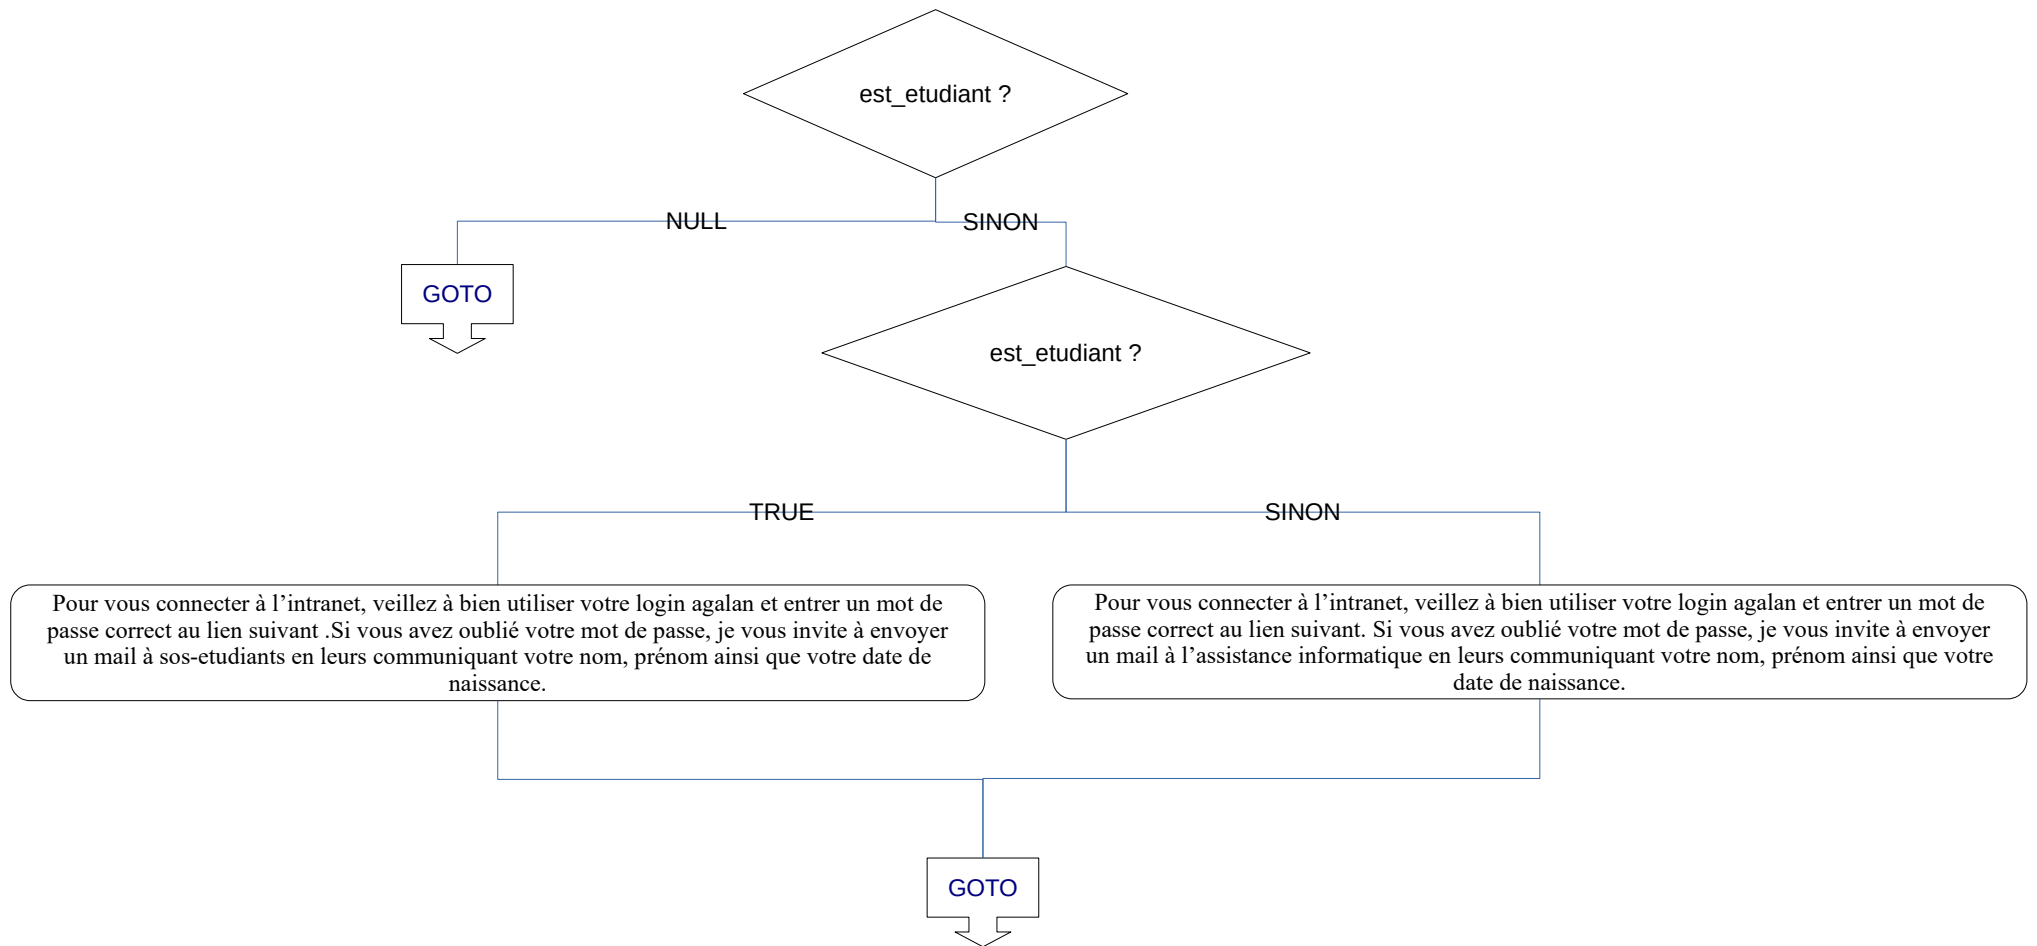 est_etudiant ?
NULL
SINON
GOTO
est_etudiant ?
TRUE
SINON
Pour vous connecter à l’intranet, veillez à bien utiliser votre login agalan et entrer un mot de
passe correct au lien suivant .Si vous avez oublié votre mot de passe, je vous invite à envoyer
un mail à sos-etudiants en leurs communiquant votre nom, prénom ainsi que votre date de
naissance.
Pour vous connecter à l’intranet, veillez à bien utiliser votre login agalan et entrer un mot de
passe correct au lien suivant. Si vous avez oublié votre mot de passe, je vous invite à envoyer
un mail à l’assistance informatique en leurs communiquant votre nom, prénom ainsi que votre
date de naissance.
GOTO